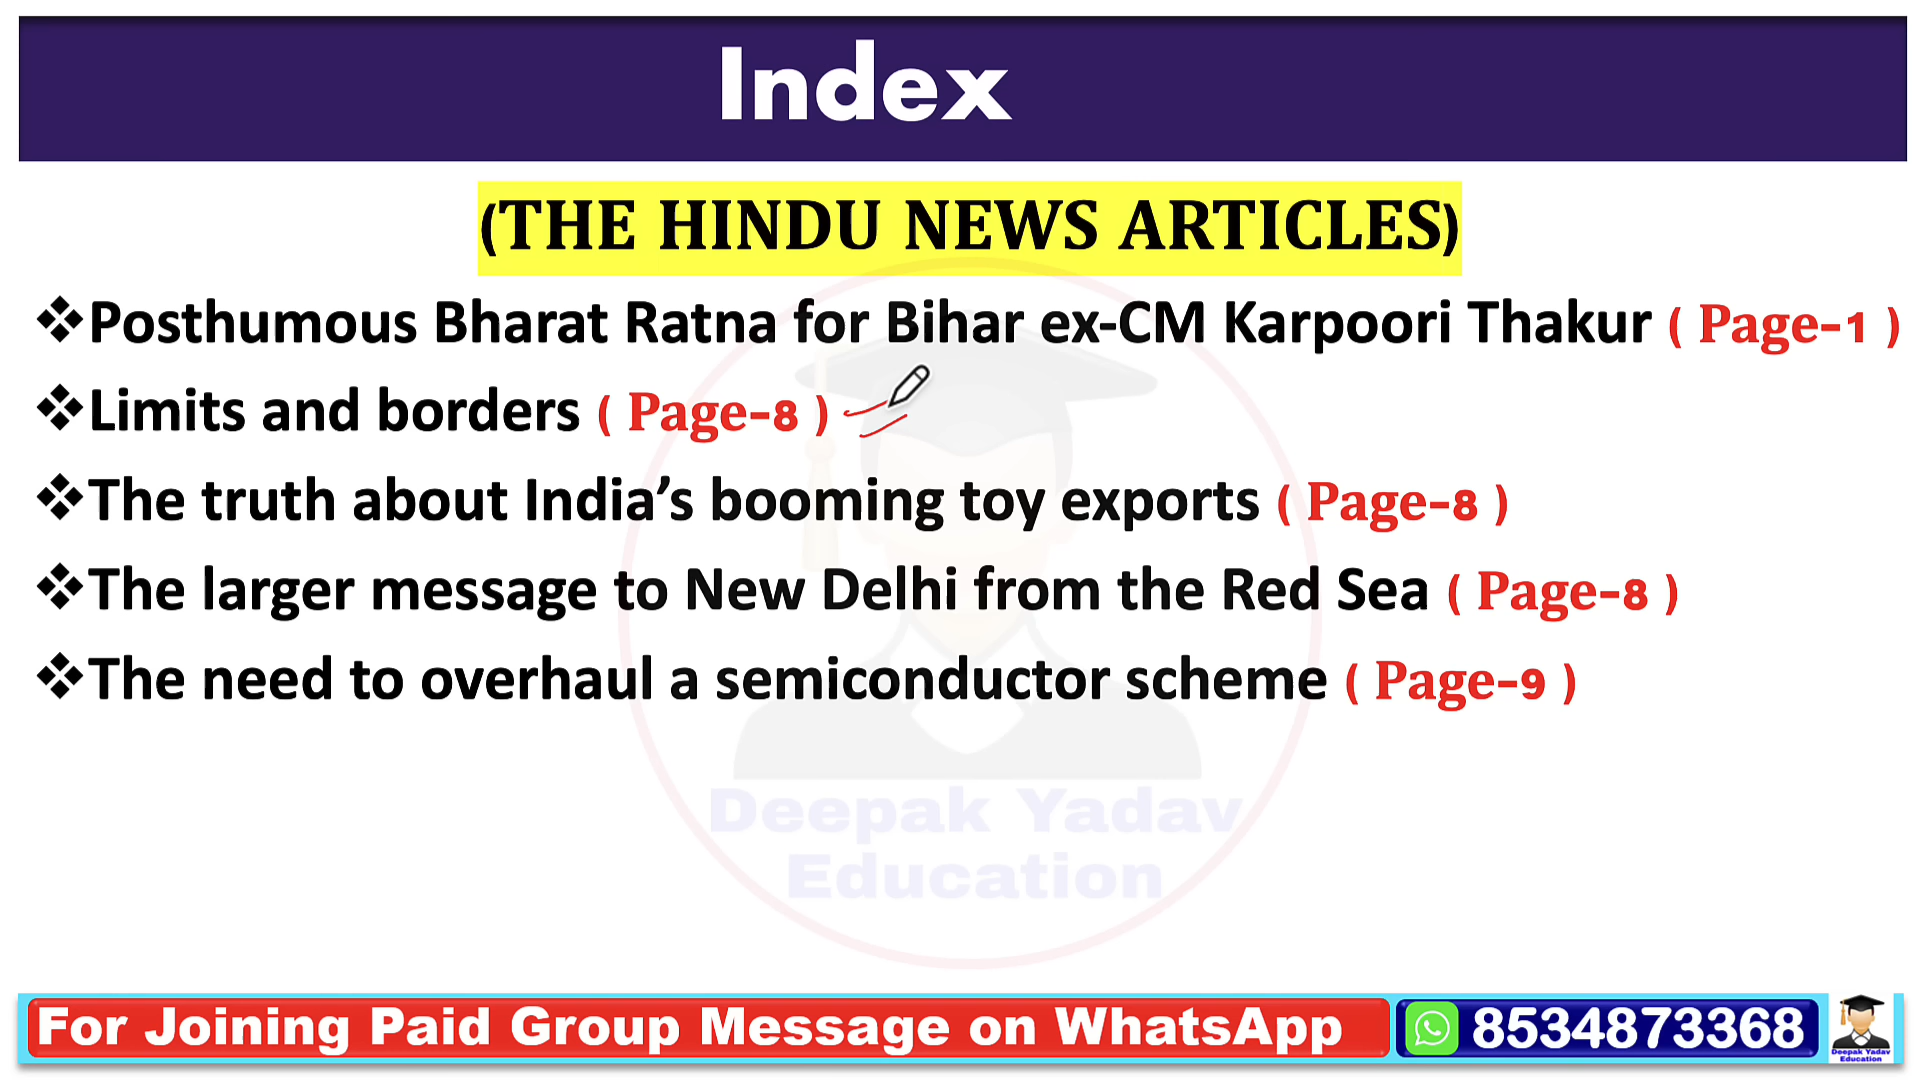 Index
(THE HINDU NEWS ARTICLES)
❖Posthumous Bharat Ratna for Bihar ex-CM Karpoori Thakur ( Page-1 )
❖Limits and borders ( Page-8 )
❖The truth about India’s booming toy exports ( Page-8 )
❖The larger message to New Delhi from the Red Sea ( Page-8 )
❖The need to overhaul a semiconductor scheme ( Page-9 )
Deepak Yadav
Education
For Joining Paid Group Message on WhatsApp 8534873368
Deepak Yadav
Education